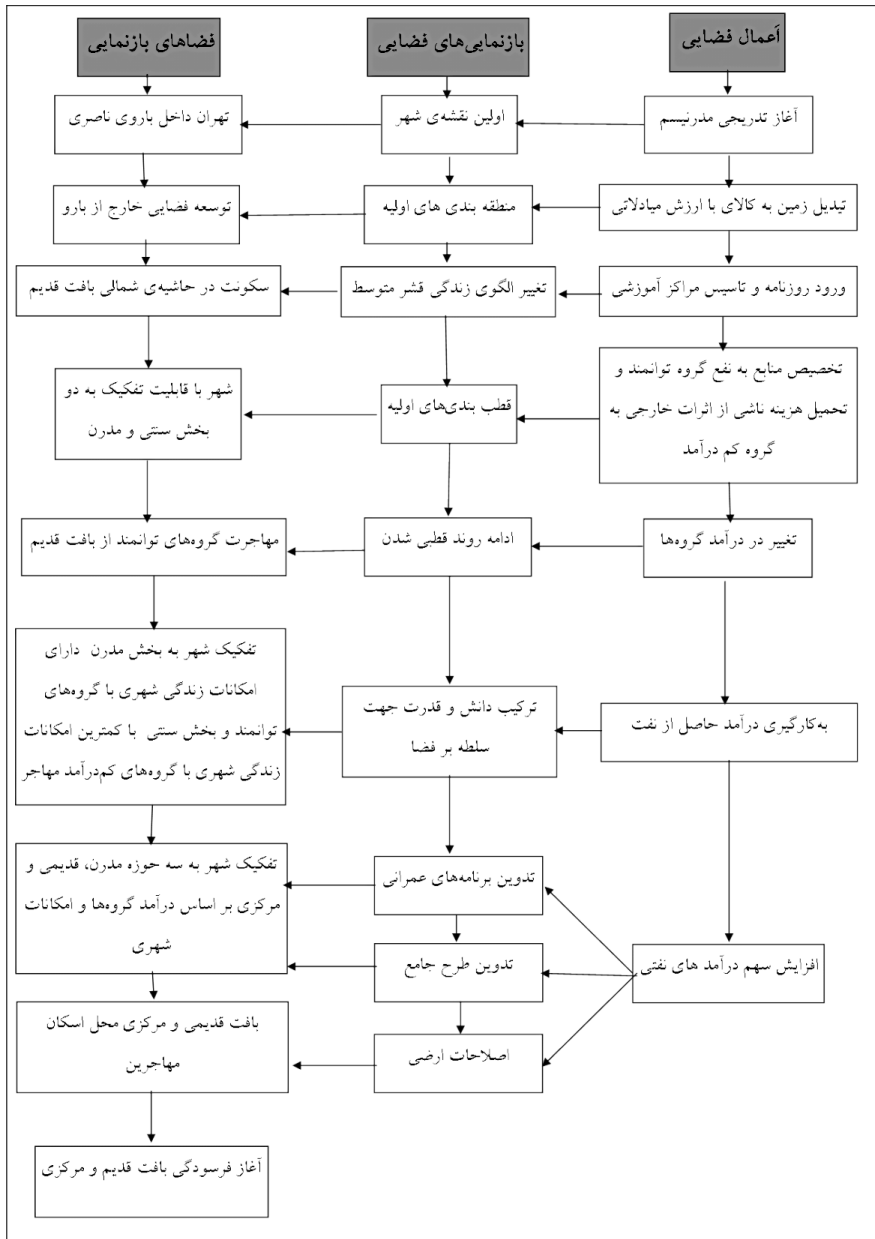 أعمال فضایی
بازنمایی‌های فضایی
فضاهای بازنمایی
آغاز تدریجی مدرنیسم
اولین نقشه‌ی شهر
تهران داخل باروی ناصری
تبدیل زمین به کالای با ارزش مبادلاتی
منطقه بندی های اولیه
توسعه فضایی خارج از بارو
ورود روزنامه و تاسیس مراکز آموزشی
تغییر الگوی زندگی قشر متوسط
سکونت در حاشیه‌ی شمالی بافت قدیم
تخصیص منابع به نفع گروه توانمند و
تحمیل هزینه ناشی از اثرات خارجی به
گروه کم درآمد
قطب بندی‌های اولیه
شهر با قابلیت تفکیک به دو
بخش سنتی و مدرن
تغییر در درآمد گروه‌ها
ادامه روند قطبی شدن
مهاجرت گروه‌های توانمند از بافت قدیم
به‌کارگیری درآمد حاصل از نفت
ترکیب دانش و قدرت جهت
سلطه بر فضا
تفکیک شهر به بخش مدرن دارای
امکانات زندگی شهری با گروه‌های
توانمند و بخش سنتی با کمترین امکانات
زندگی شهری با گروه‌های کم‌درآمد مهاجر
افزایش سهم درآمد های نفتی
تدوین برنامه‌های عمرانی
تدوین طرح جامع
اصلاحات ارضی
تفکیک شهر به سه حوزه مدرن، قدیمی و
مرکزی بر اساس درآمد گروه‌ها و امکانات
شهری
بافت قدیمی و مرکزی محل اسکان
مهاجرین
آغاز فرسودگی بافت قدیم و مرکزی